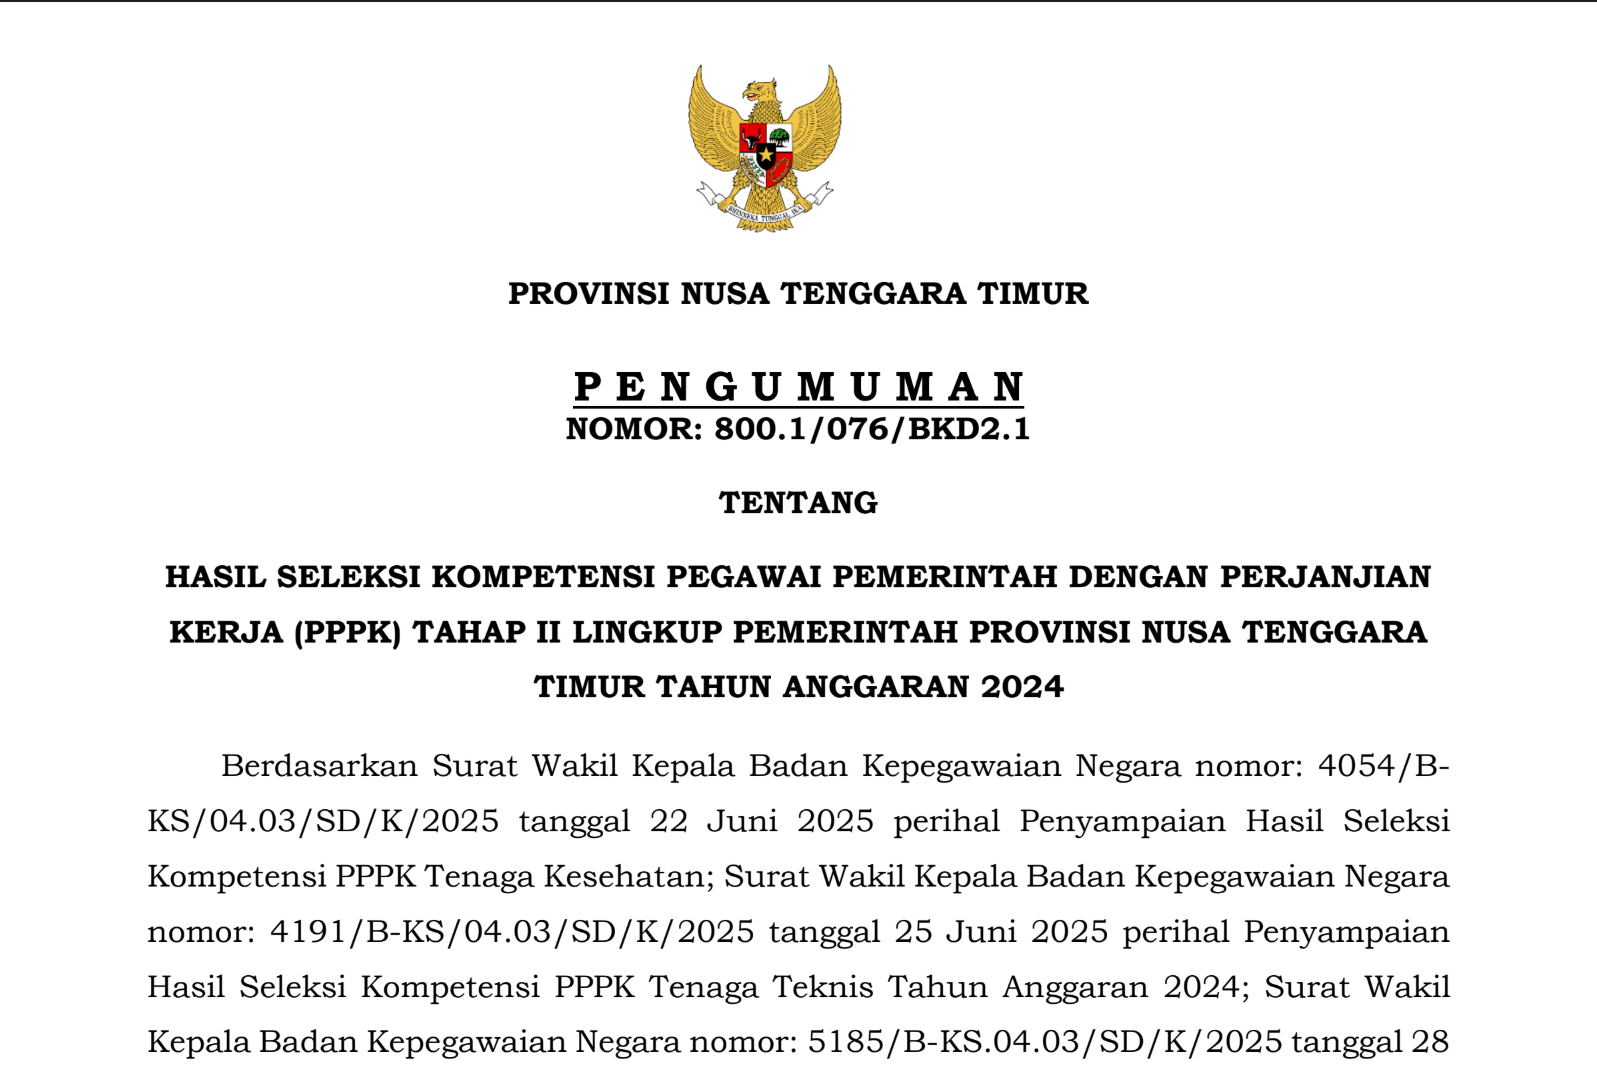 BHINNEKA TUNGGAL IKA
PROVINSI NUSA TENGGARA TIMUR
P E N G U M U M A N
NOMOR: 800.1/076/BKD2.1
TENTANG
HASIL SELEKSI KOMPETENSI PEGAWAI PEMERINTAH DENGAN PERJANJIAN
KERJA (PPPK) TAHAP II LINGKUP PEMERINTAH PROVINSI NUSA TENGGARA
TIMUR TAHUN ANGGARAN 2024
Berdasarkan Surat Wakil Kepala Badan Kepegawaian Negara nomor: 4054/B-
KS/04.03/SD/K/2025 tanggal 22 Juni 2025 perihal Penyampaian Hasil Seleksi
Kompetensi PPPK Tenaga Kesehatan; Surat Wakil Kepala Badan Kepegawaian Negara
nomor: 4191/B-KS/04.03/SD/K/2025 tanggal 25 Juni 2025 perihal Penyampaian
Hasil Seleksi Kompetensi PPPK Tenaga Teknis Tahun Anggaran 2024; Surat Wakil
Kepala Badan Kepegawaian Negara nomor: 5185/B-KS.04.03/SD/K/2025 tanggal 28